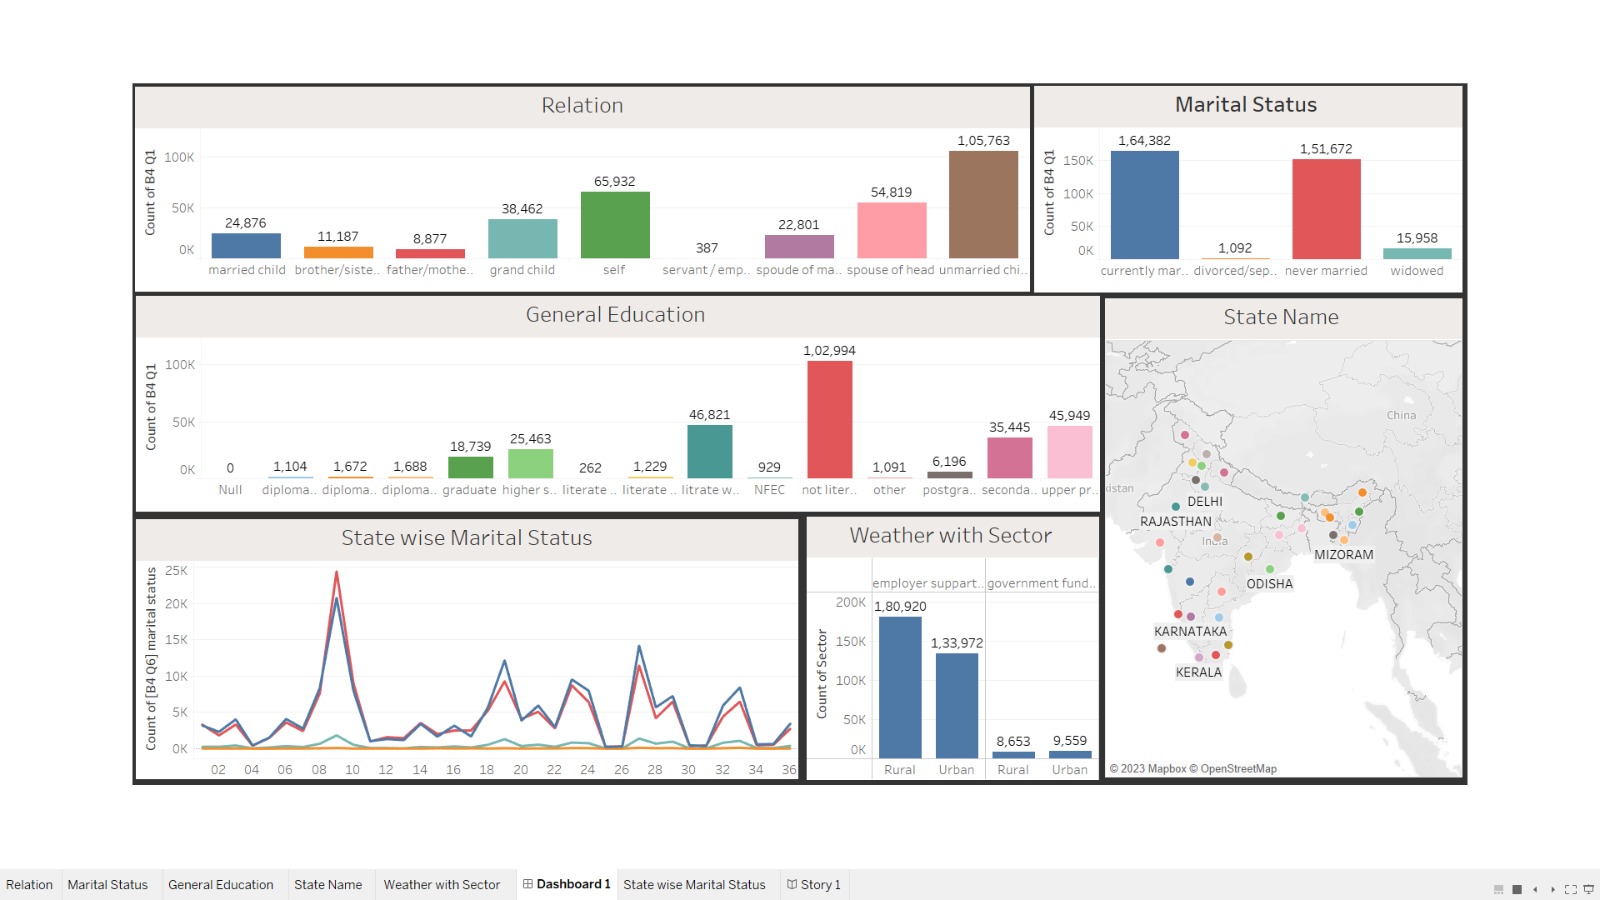 Relation
Count of B4 Q1
100K
50K
0K
24,876
11,187
8,877
38,462
65,932
387
22,801
54,819
1,05,763
married child
brother/siste..
father/mothe..
grand child
self
servant / emp..
spoude of ma..
spouse of head
unmarried chi..
Marital Status
Count of B4 Q1
150K
100K
50K
0K
1,64,382
1,092
1,51,672
15,958
currently mar..
divorced/sep..
never married
widowed
General Education
Count of B4 Q1
100K
50K
0K
0
1,104
1,672
1,688
18,739
25,463
262
1,229
46,821
929
1,02,994
1,091
6,196
35,445
45,949
Null
diploma..
diploma..
diploma..
graduate
higher s..
literate ..
literate ..
litrate w..
NFEC
not liter..
other
postgra..
seconda..
upper pr..
State Name
China
kistan
DELHI
RAJASTHAN
India
MIZORAM
ODISHA
KARNATAKA
KERALA
© 2023 Mapbox © OpenStreetMap
State wise Marital Status
Count of [B4 Q6] marital status
25K
20K
15K
10K
5K
0K
02 04 06 08 10 12 14 16 18 20 22 24 26 28 30 32 34 36
Weather with Sector
employer suppart..
government fund..
Count of Sector
200K
150K
100K
50K
0K
1,80,920
1,33,972
8,653
9,559
Rural
Urban
Rural
Urban
Relation
Marital Status
General Education
State Name
Weather with Sector
Dashboard 1
State wise Marital Status
Story 1